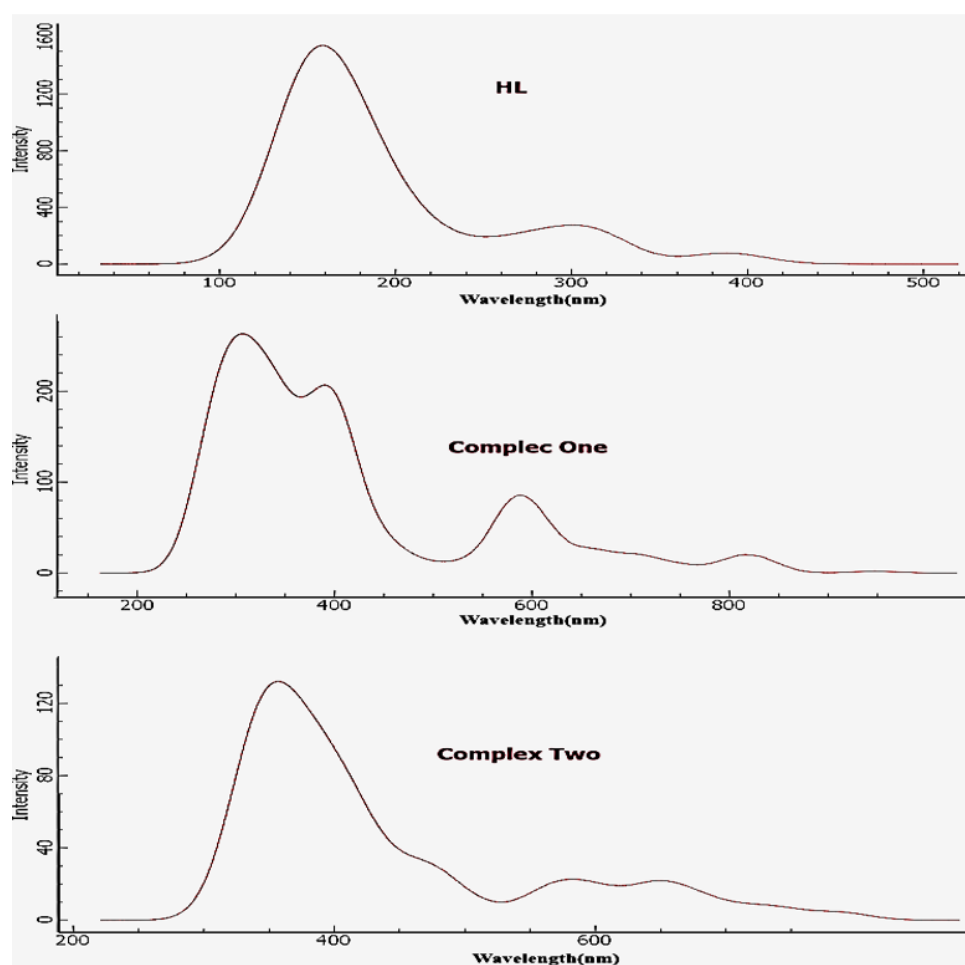 1600
1200
800
400
0
Intensity
HL
100 200 300 400 500
Wavelength(nm)
200
100
0
Intensity
Complec One
200 400 600 800
Wavelength(nm)
120
80
40
0
Intensity
Complex Two
200 400 600
Wavelength(nm)